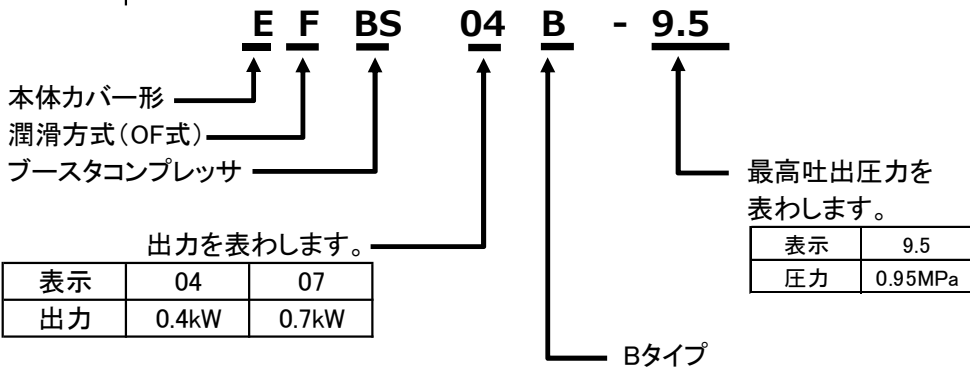 E F BS 04 B - 9.5
本体カバー形
潤滑方式(OF式)
ブースタコンプレッサ
最高吐出圧力を
表わします。
表示 9.5
圧力 0.95MPa
出力を表わします。
表示 04 07
出力 0.4kW 0.7kW
Bタイプ